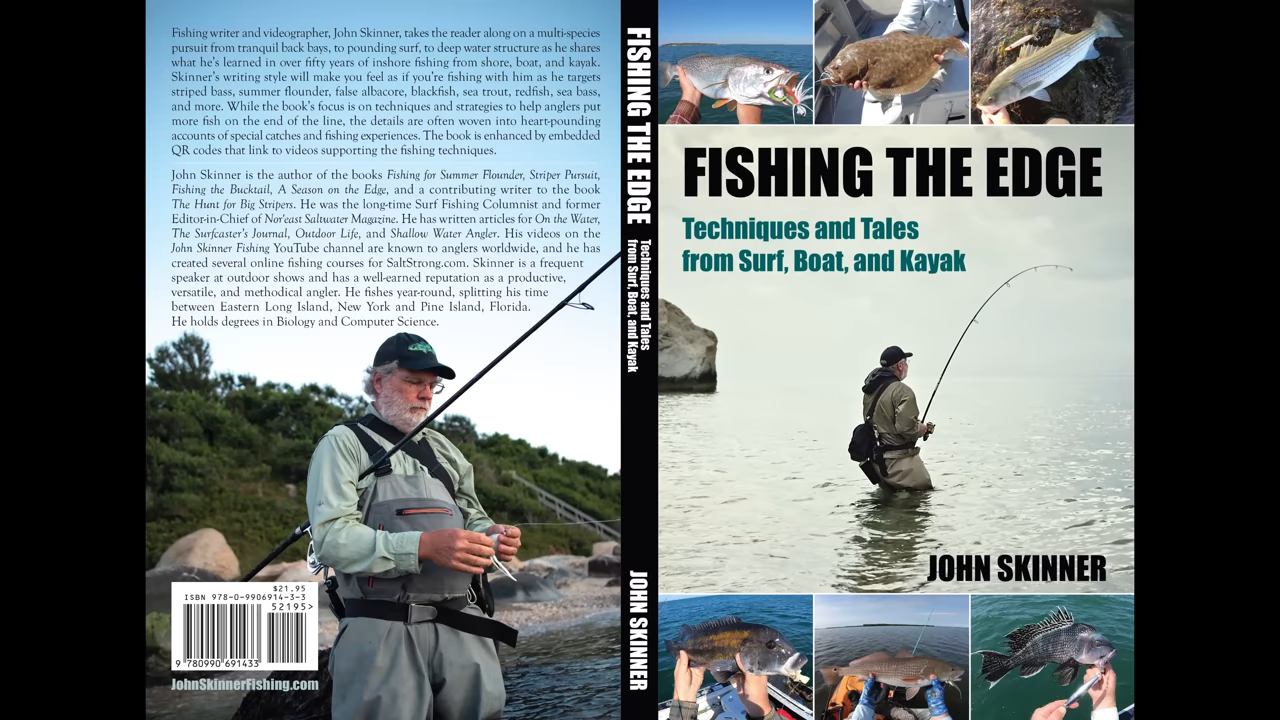 Fishing writer and videographer, John Skinner, takes the reader along on a multi-species
pursuit from tranquil back bays, to pounding surf, to deep water structure as he shares
what he learned in over fifty years of inshore fishing from shore, boat, and kayak.
Skinner's writing style will make you feel as if you're fishing with him as he targets
striped bass, summer flounder, false albacore, blackfish, sea trout, redfish, sea bass,
and more. While the book's focus is on techniques and strategies to help anglers put
fish on the end of the line, the details are often woven into heart-pounding
accounts of special catches and fishing experiences. The book is enhanced by embedded
QR codes that link to videos supporting the fishing techniques.
John Skinner is the author of the books Fishing for Summer Flounder, Striper Pursuit,
Fishing the Bucktail, A Season on the Edge, and a contributing writer to the book
The Hunt for Big Stripers. He was the long-time Surf Fishing Columnist and former
Editor-in-Chief of Nor'east Saltwater Magazine. He has written articles for On the Water,
The Surfcaster's Journal, Outdoor Life, and Shallow Water Angler. His videos on the
John Skinner Fishing YouTube channel are known to anglers worldwide, and he has
created several online fishing courses at SaltStrong.com. Skinner is a frequent
speaker and has earned reputation as a productive,
versatile and methodical angler. He fishes year-round, splitting his time
between Eastern Long Island, New York and Pine Island, Florida.
He holds degrees in Biology and Computer Science.
$21.95
ISBN 978-0-9906914-3-3
52195>
9 780990 691433
JohnSkinnerFishing.com
FISHING THE EDGE
Techniques and Tales
from Surf, Boat, and Kayak
JOHN SKINNER
FISHING THE EDGE
Techniques and Tales
from Surf, Boat, and Kayak
JOHN SKINNER